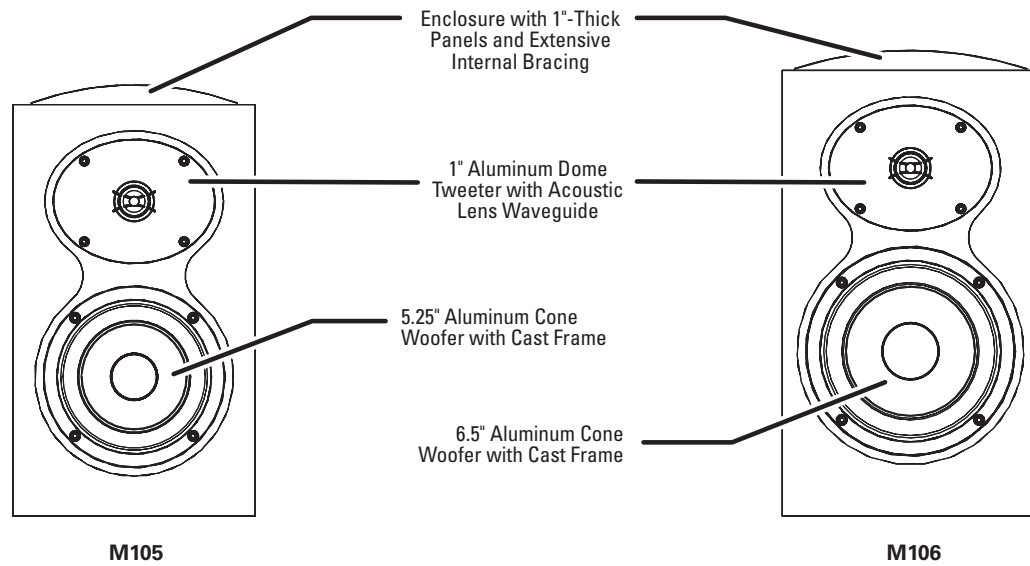 Enclosure with 1"-Thick
Panels and Extensive
Internal Bracing
1" Aluminum Dome
Tweeter with Acoustic
Lens Waveguide
5.25" Aluminum Cone
Woofer with Cast Frame
6.5" Aluminum Cone
Woofer with Cast Frame
M105
M106